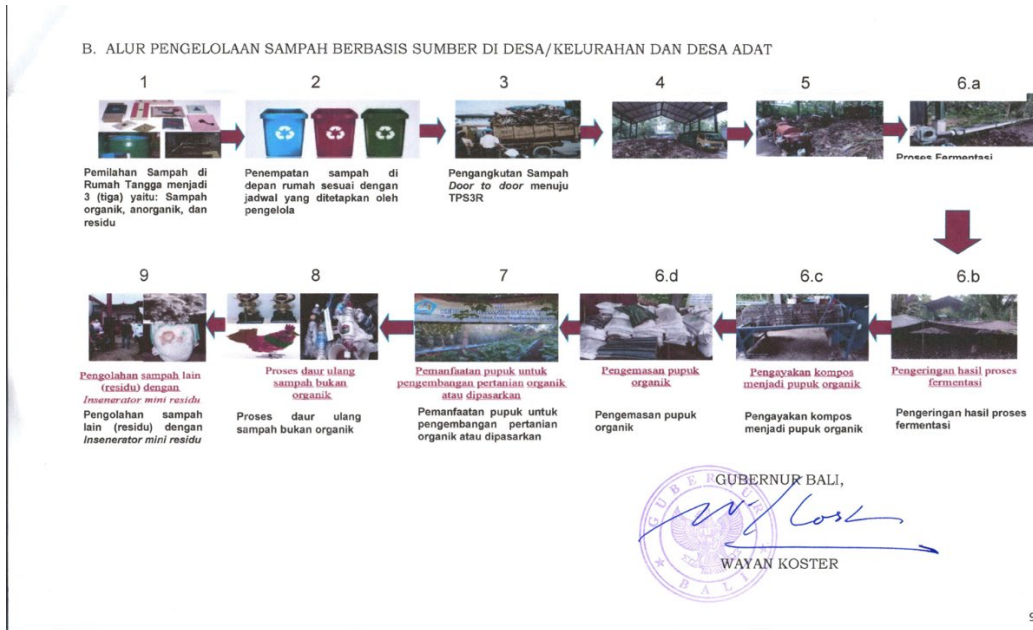 B. ALUR PENGELOLAAN SAMPAH BERBASIS SUMBER DI DESA/KELURAHAN DAN DESA ADAT
1
2
3
4
5
6.a
Pemilahan Sampah di
Rumah Tangga menjadi
3 (tiga) yaitu: Sampah
organik, anorganik, dan
residu
Penempatan sampah di
depan rumah sesuai dengan
jadwal yang ditetapkan oleh
pengelola
Pengangkutan Sampah
Door to door menuju
TPS3R
Proses Fermentasi
9
8
7
6.d
6.c
6.b
Pengolahan sampah lain
(residu) dengan
Insenerator mini residu
Pengolahan sampah
lain (residu) dengan
Insenerator mini residu
Proses daur ulang
sampah bukan
organik
Proses daur ulang
sampah bukan organik
Pemanfaatan pupuk untuk
pengembangan pertanian organik
atau dipasarkan
Pemanfaatan pupuk untuk
pengembangan pertanian
organik atau dipasarkan
Pengemasan pupuk
organik
Pengemasan pupuk
organik
Pengayakan kompos
menjadi pupuk organik
Pengayakan kompos
menjadi pupuk organik
Pengeringan hasil proses
fermentasi
Pengeringan hasil proses
fermentasi
GUBERNUR BALI,
GUBERNUR
BALI
WAYAN KOSTER